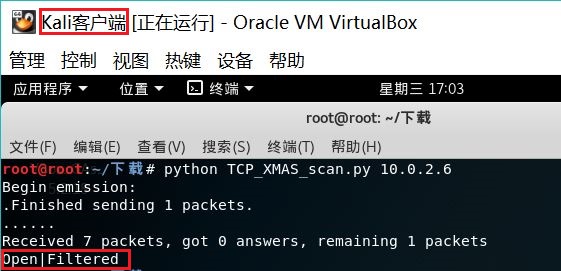 Kali客户端 [正在运行] - Oracle VM VirtualBox
管理 控制 视图 热键 设备 帮助
应用程序 位置 终端 星期三 17:03
root@root: ~/下载
文件(F) 编辑(E) 查看(V) 搜索(S) 终端(T) 帮助(H)
root@root:~/下载# python TCP_XMAS_scan.py 10.0.2.6
Begin emission:
.Finished sending 1 packets.
......
Received 7 packets, got 0 answers, remaining 1 packets
Open|Filtered